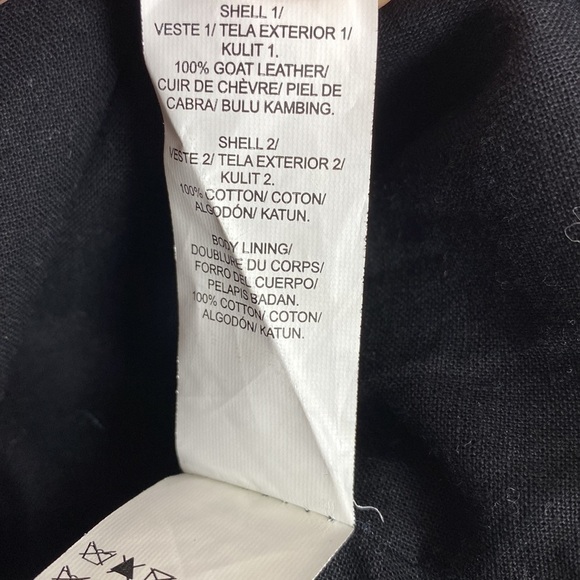 SHELL 1/
VESTE 1/ TELA EXTERIOR 1/
KULIT 1.
100% GOAT LEATHER/
CUIR DE CHÈVRE/ PIEL DE
CABRA/ BULU KAMBING.
SHELL 2/
VESTE 2/ TELA EXTERIOR 2/
KULIT 2.
100% COTTON/ COTON/
ALGODÓN/ KATUN.
BODY LINING/
DOUBLURE DU CORPS/
FORRO DEL CUERPO/
PELAPIS BADAN.
100% COTTON/ COTON/
ALGODÓN/ KATUN.